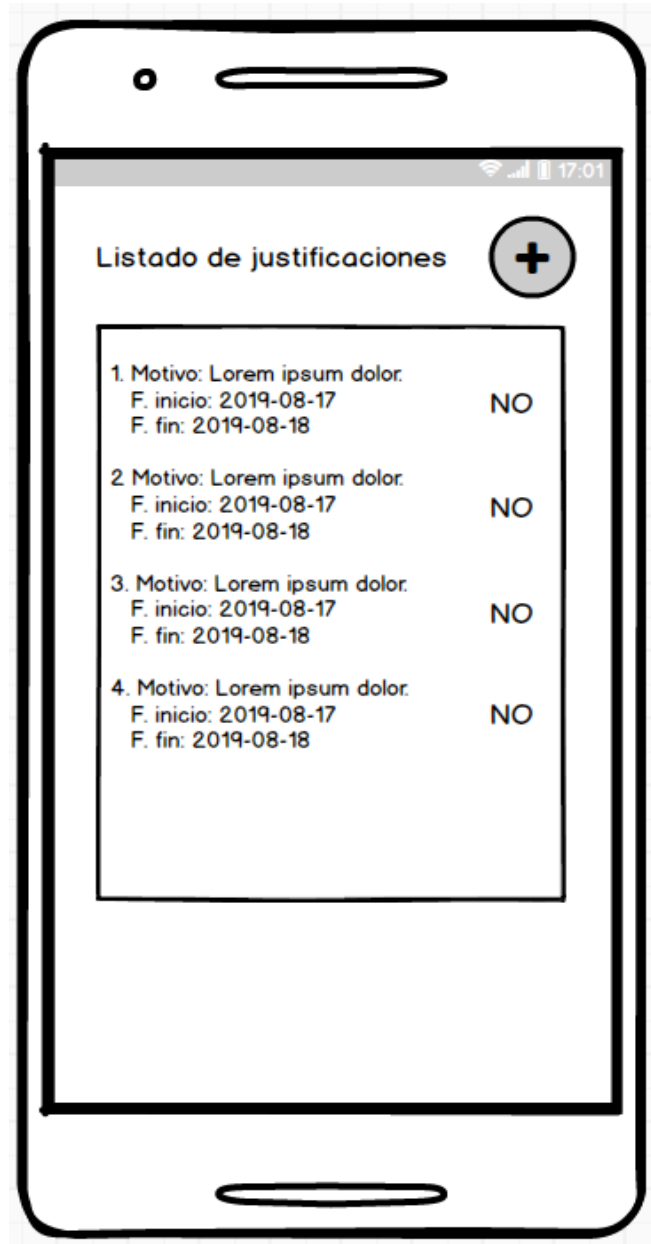 17:01
Listado de justificaciones
+
1. Motivo: Lorem ipsum dolor.
F. inicio: 2019-08-17
NO
F. fin: 2019-08-18
2 Motivo: Lorem ipsum dolor.
F. inicio: 2019-08-17
NO
F. fin: 2019-08-18
3. Motivo: Lorem ipsum dolor.
F. inicio: 2019-08-17
NO
F. fin: 2019-08-18
4. Motivo: Lorem ipsum dolor.
F. inicio: 2019-08-17
NO
F. fin: 2019-08-18